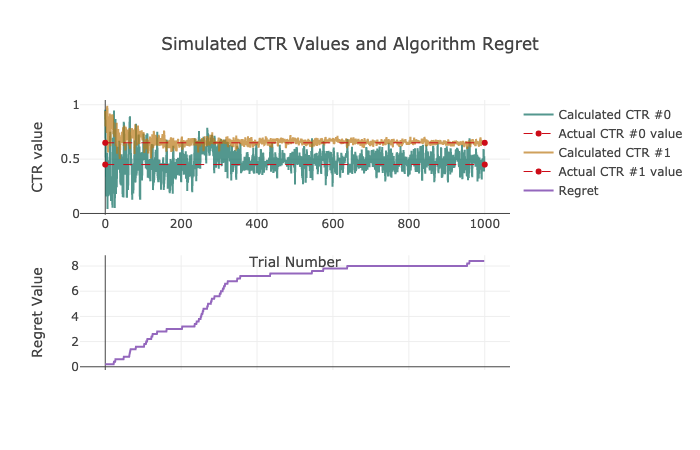 Simulated CTR Values and Algorithm Regret
CTR value
1
0.5
0
0 200 400 600 800 1000
Calculated CTR #0
Actual CTR #0 value
Calculated CTR #1
Actual CTR #1 value
Regret
Trial Number
Regret Value
8
6
4
2
0